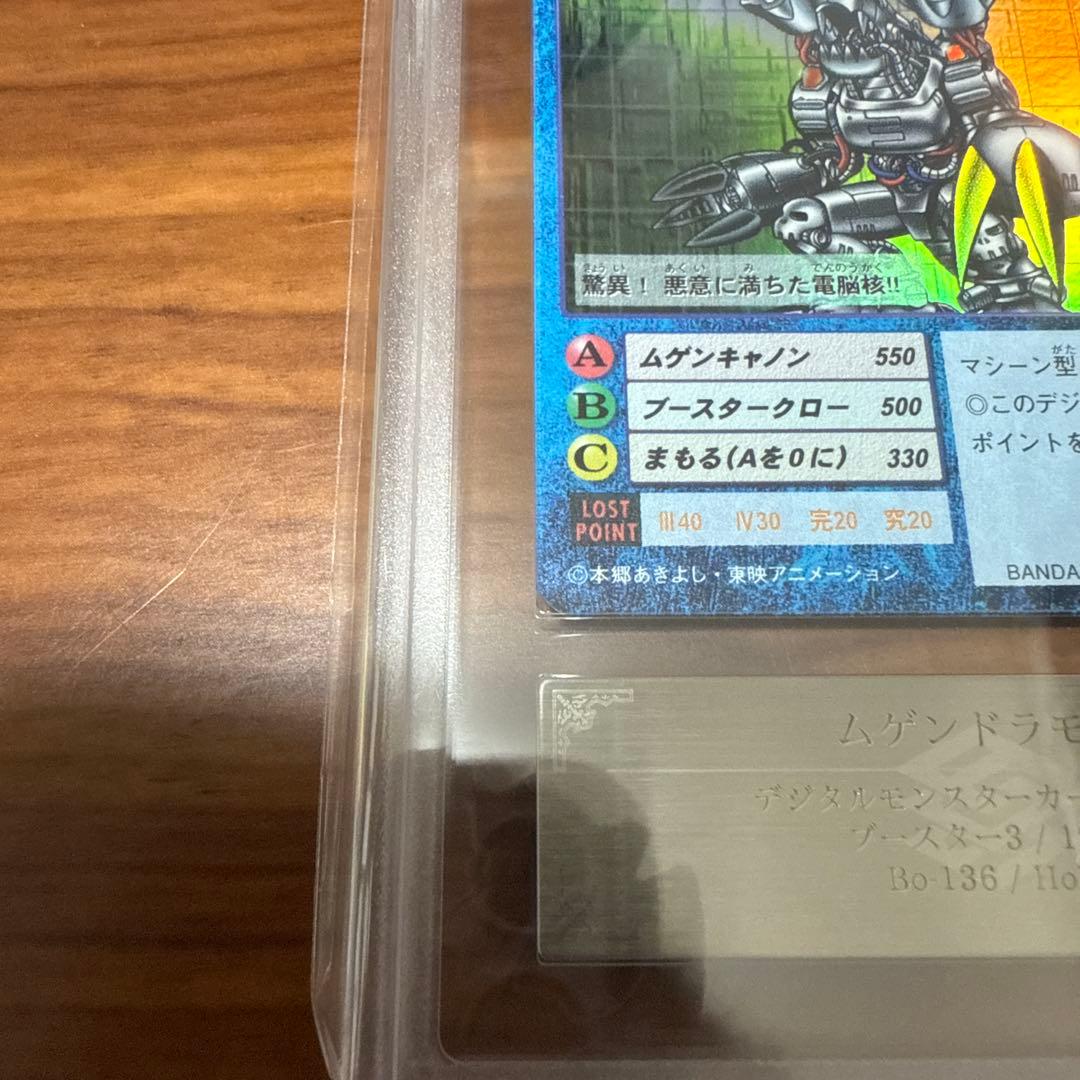 驚異！ 悪意に満ちた電脳核!!
A ムゲンキャノン 550
B ブースタークロー 500
C まもる(Aを0に) 330
LOST POINT Ⅲ40 Ⅳ30 完20 究20
マシーン型
◎このデジ
ポイントを
©本郷あきよし・東映アニメーション
BANDA
ムゲンドラモ
デジタルモンスターカー
ブースター3 / 1
Bo-136 / Ho